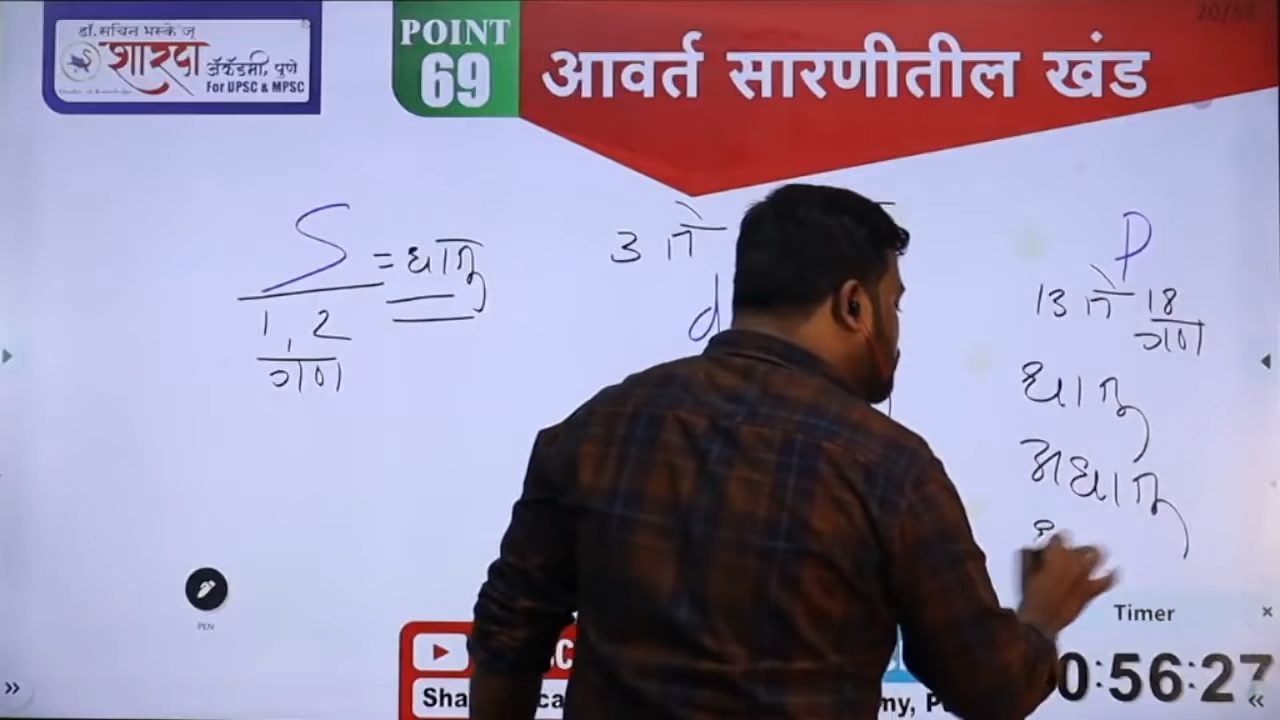 डॉ. सचिन भस्के
शारदा
ॲकॅडमी, पुणे
For UPSC & MPSC
POINT
69
आवर्त सारणीतील खंड
S = धातू
1, 2
गण
3 ते
d
P
13 ते 18
गण
धातू
अधातू
PEN
Timer
0:56:27
Sha